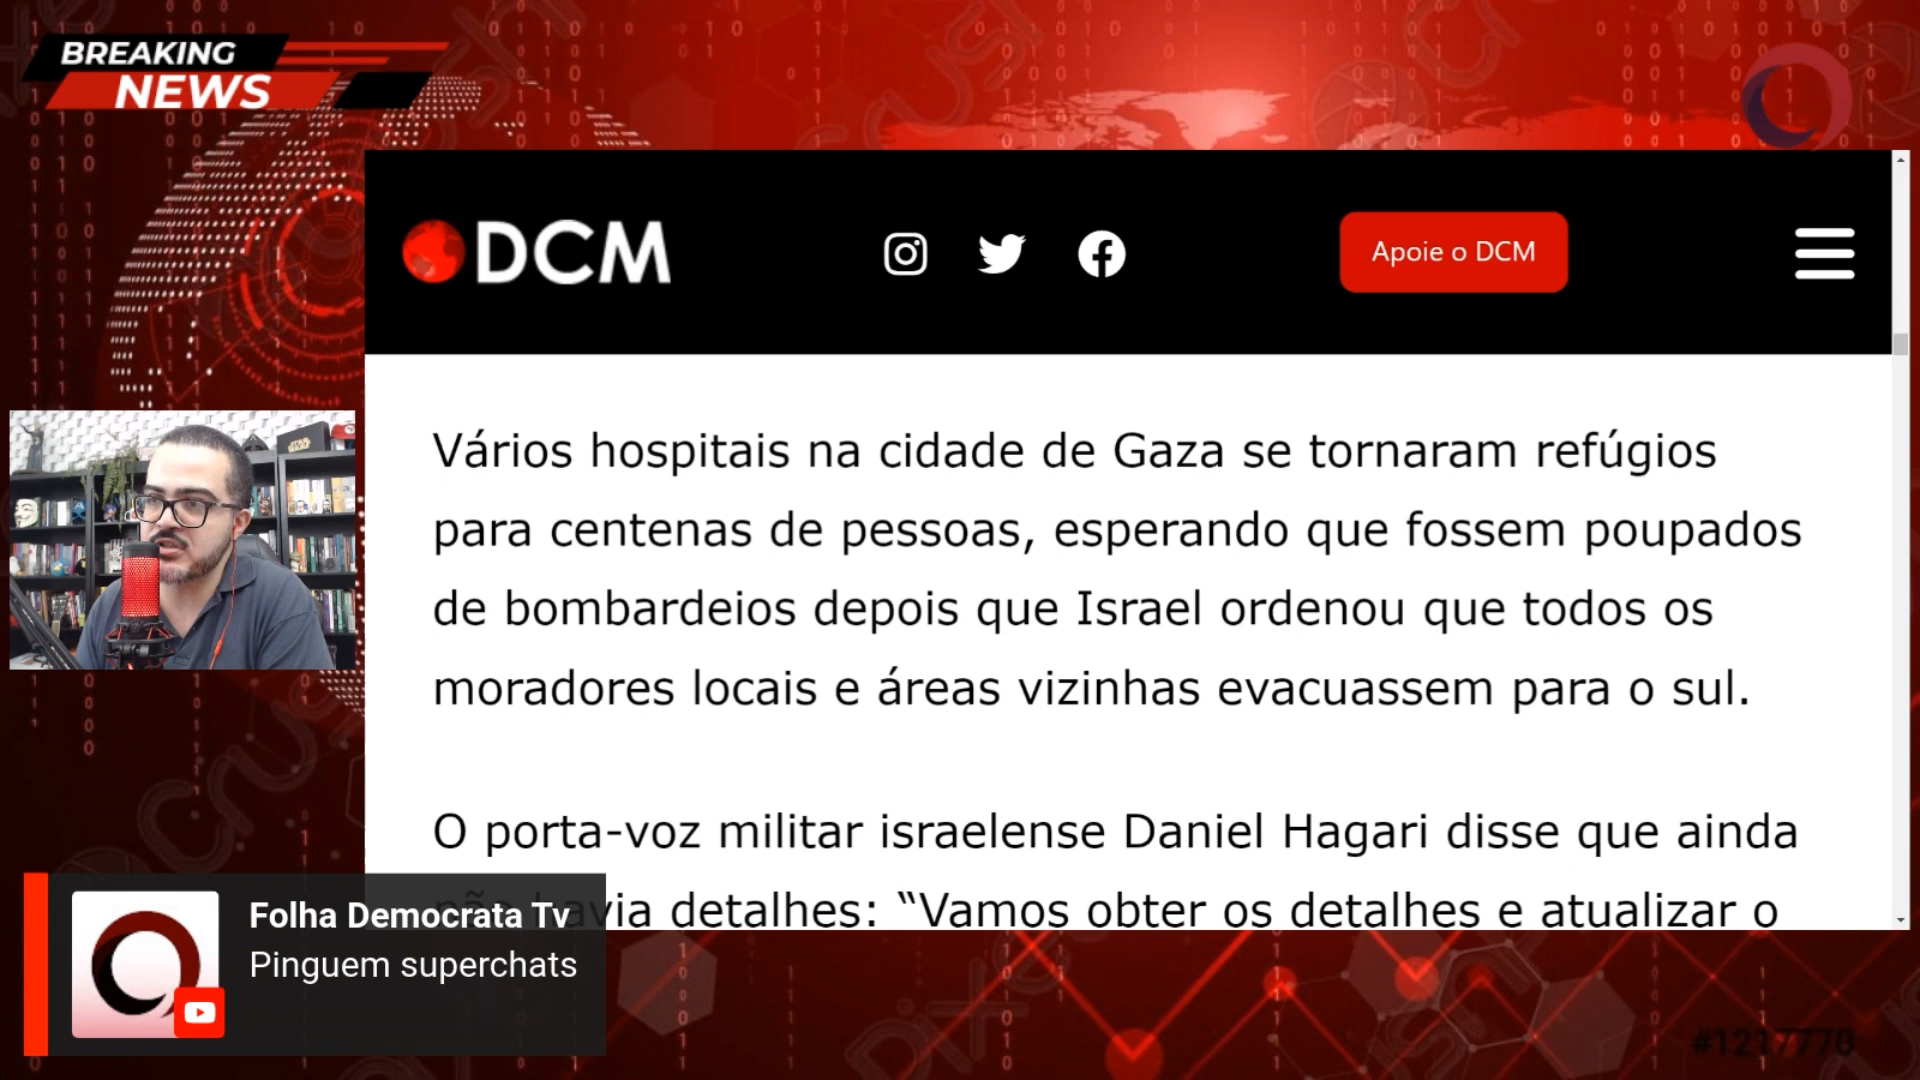 BREAKING
NEWS
DCM
Apoie o DCM
Vários hospitais na cidade de Gaza se tornaram refúgios
para centenas de pessoas, esperando que fossem poupados
de bombardeios depois que Israel ordenou que todos os
moradores locais e áreas vizinhas evacuassem para o sul.
O porta-voz militar israelense Daniel Hagari disse que ainda
não havia detalhes: “Vamos obter os detalhes e atualizar o
Folha Democrata Tv
Pinguem superchats
#1217770